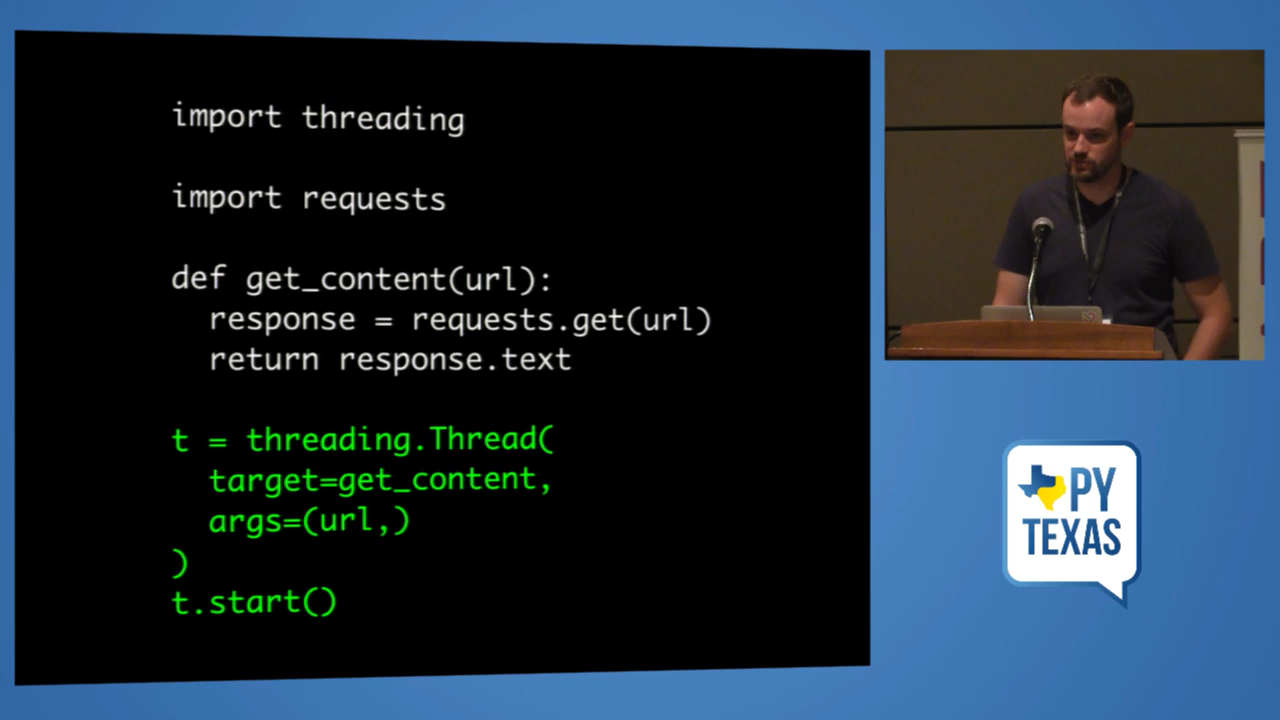 import threading
import requests
def get_content(url):
  response = requests.get(url)
  return response.text
t = threading.Thread(
  target=get_content,
  args=(url,)
)
t.start()
PY
TEXAS